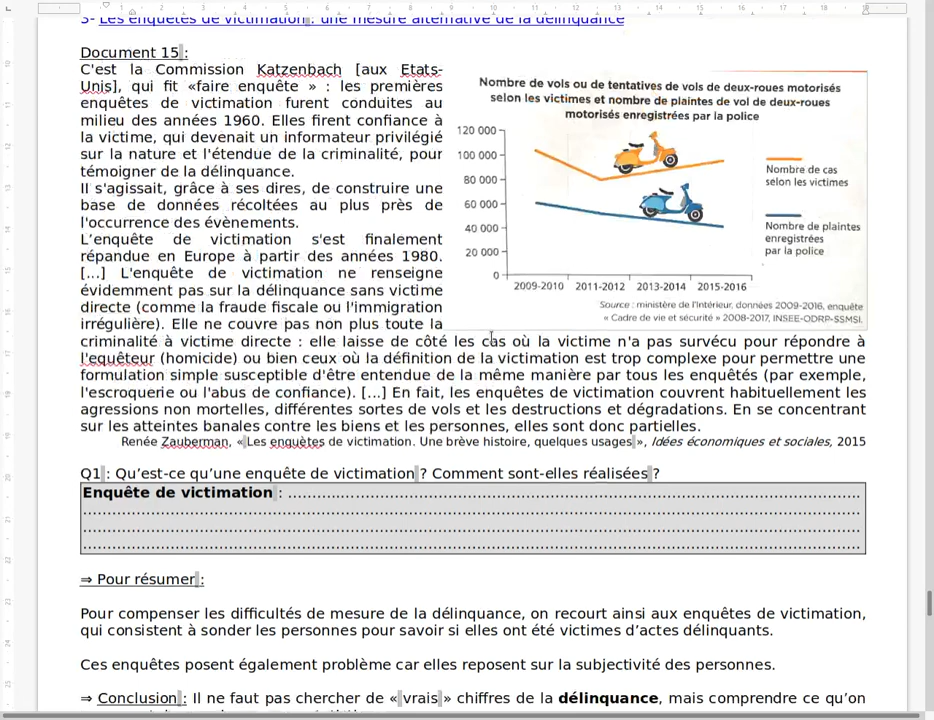 3- Les enquêtes de victimation : une mesure alternative de la délinquance
Document 15 :
C'est la Commission Katzenbach [aux Etats-
Unis], qui fit «faire enquête » : les premières
enquêtes de victimation furent conduites au
milieu des années 1960. Elles firent confiance à
la victime, qui devenait un informateur privilégié
sur la nature et l'étendue de la criminalité, pour
témoigner de la délinquance.
Il s'agissait, grâce à ses dires, de construire une
base de données récoltées au plus près de
l'occurrence des évènements.
L'enquête de victimation s'est finalement
répandue en Europe à partir des années 1980.
[...] L'enquête de victimation ne renseigne
évidemment pas sur la délinquance sans victime
directe (comme la fraude fiscale ou l'immigration
irrégulière). Elle ne couvre pas non plus toute la
criminalité à victime directe : elle laisse de côté les cas où la victime n'a pas survécu pour répondre à
l'equêteur (homicide) ou bien ceux où la définition de la victimation est trop complexe pour permettre une
formulation simple susceptible d'être entendue de la même manière par tous les enquêtés (par exemple,
l'escroquerie ou l'abus de confiance). [...] En fait, les enquêtes de victimation couvrent habituellement les
agressions non mortelles, différentes sortes de vols et les destructions et dégradations. En se concentrant
sur les atteintes banales contre les biens et les personnes, elles sont donc partielles.
Renée Zauberman, « Les enquêtes de victimation. Une brève histoire, quelques usages », Idées économiques et sociales, 2015
Nombre de vols ou de tentatives de vols de deux-roues motorisés
selon les victimes et nombre de plaintes de vol de deux-roues
motorisés enregistrées par la police
120 000
100 000
80 000
60 000
40 000
20 000
0
2009-2010 2011-2012 2013-2014 2015-2016
Nombre de cas
selon les victimes
Nombre de plaintes
enregistrées
par la police
Source : ministère de l'Intérieur, données 2009-2016, enquête
« Cadre de vie et sécurité » 2008-2017, INSEE-ODRP-SSMSI.
Q1 : Qu'est-ce qu'une enquête de victimation ? Comment sont-elles réalisées ?
Enquête de victimation : ................................................................
................................................................
................................................................
................................................................
⇒ Pour résumer :
Pour compenser les difficultés de mesure de la délinquance, on recourt ainsi aux enquêtes de victimation,
qui consistent à sonder les personnes pour savoir si elles ont été victimes d'actes délinquants.
Ces enquêtes posent également problème car elles reposent sur la subjectivité des personnes.
⇒ Conclusion : Il ne faut pas chercher de « vrais » chiffres de la délinquance, mais comprendre ce qu'on